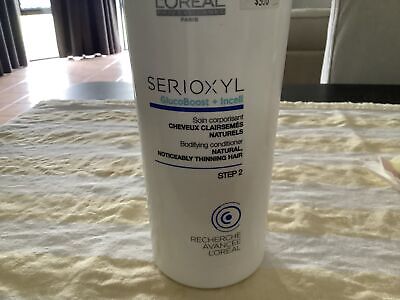 L'ORÉAL
PROFESSIONNEL
PARIS
SERIOXYL
GlucoBoost + Incell
Soin corporisant
CHEVEUX CLAIRSEMÉS
NATURELS
Bodifying conditioner
NATURAL,
NOTICEABLY THINNING HAIR
STEP 2
RECHERCHE
AVANCÉE
L'ORÉAL